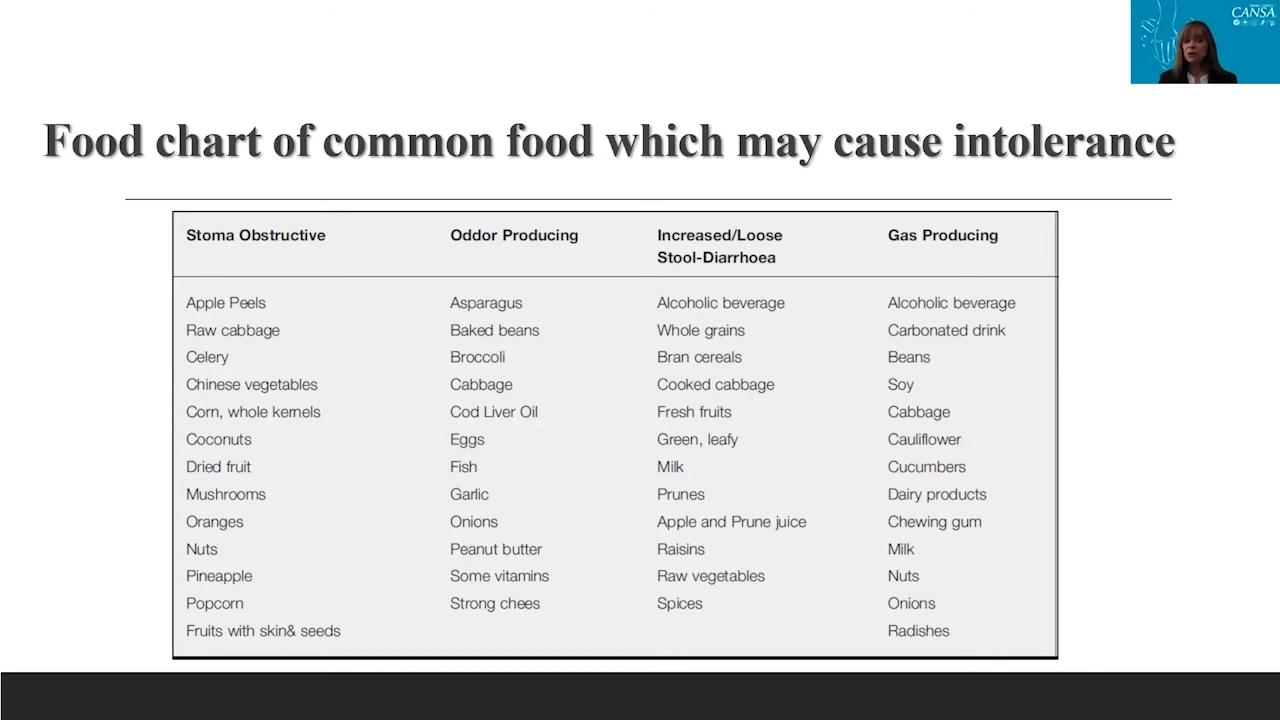 CANSA
Food chart of common food which may cause intolerance
Stoma Obstructive
Oddor Producing
Increased/Loose
Stool-Diarrhoea
Gas Producing
Apple Peels
Asparagus
Alcoholic beverage
Alcoholic beverage
Raw cabbage
Baked beans
Whole grains
Carbonated drink
Celery
Broccoli
Bran cereals
Beans
Chinese vegetables
Cabbage
Cooked cabbage
Soy
Corn, whole kernels
Cod Liver Oil
Fresh fruits
Cabbage
Coconuts
Eggs
Green, leafy
Cauliflower
Dried fruit
Fish
Milk
Cucumbers
Mushrooms
Garlic
Prunes
Dairy products
Oranges
Onions
Apple and Prune juice
Chewing gum
Nuts
Peanut butter
Raisins
Milk
Pineapple
Some vitamins
Raw vegetables
Nuts
Popcorn
Strong chees
Spices
Onions
Fruits with skin& seeds
Radishes